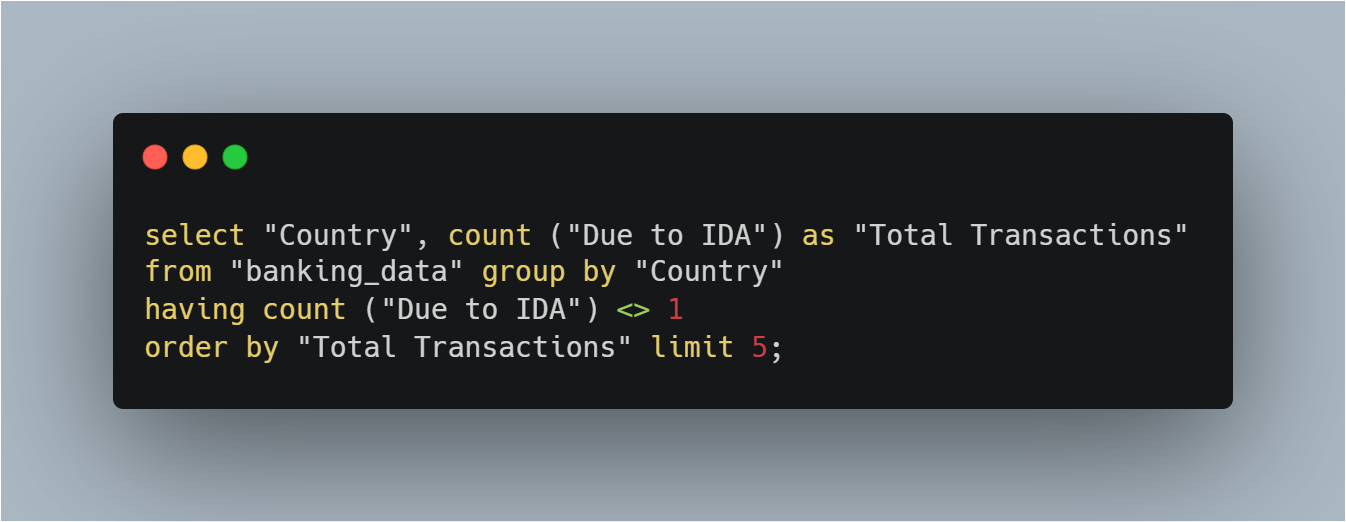 select "Country", count ("Due to IDA") as "Total Transactions"
from "banking_data" group by "Country"
having count ("Due to IDA") <> 1
order by "Total Transactions" limit 5;